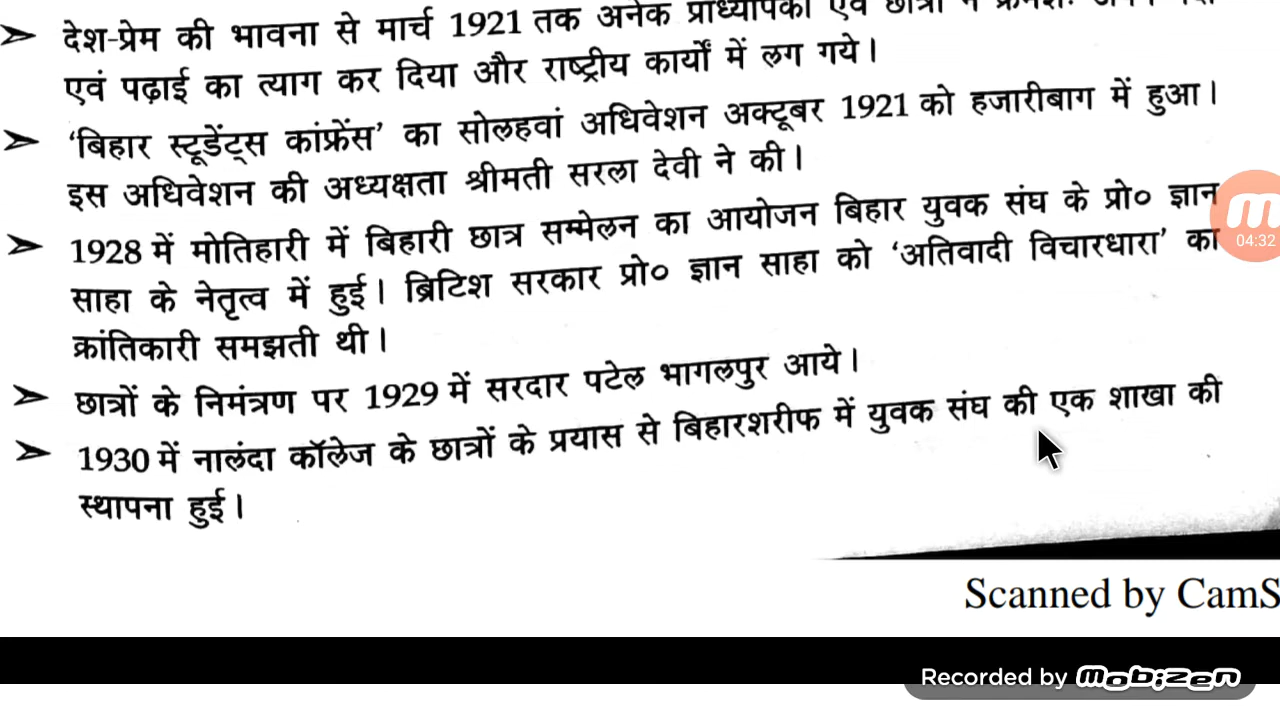 ➢ देश-प्रेम की भावना से मार्च 1921 तक अनेक प्राध्यापकों एवं छात्रों ने क्रमशः
एवं पढ़ाई का त्याग कर दिया और राष्ट्रीय कार्यों में लग गये।
➢ ‘बिहार स्टूडेंट्स कांफ्रेंस’ का सोलहवां अधिवेशन अक्टूबर 1921 को हजारीबाग में हुआ।
इस अधिवेशन की अध्यक्षता श्रीमती सरला देवी ने की।
➢ 1928 में मोतिहारी में बिहारी छात्र सम्मेलन का आयोजन बिहार युवक संघ के प्रो० ज्ञान
साहा के नेतृत्व में हुई। ब्रिटिश सरकार प्रो० ज्ञान साहा को ‘अतिवादी विचारधारा’ का
क्रांतिकारी समझती थी।
➢ छात्रों के निमंत्रण पर 1929 में सरदार पटेल भागलपुर आये।
➢ 1930 में नालंदा कॉलेज के छात्रों के प्रयास से बिहारशरीफ में युवक संघ की एक शाखा की
स्थापना हुई।
04:32
Scanned by CamS
Recorded by Mobizen